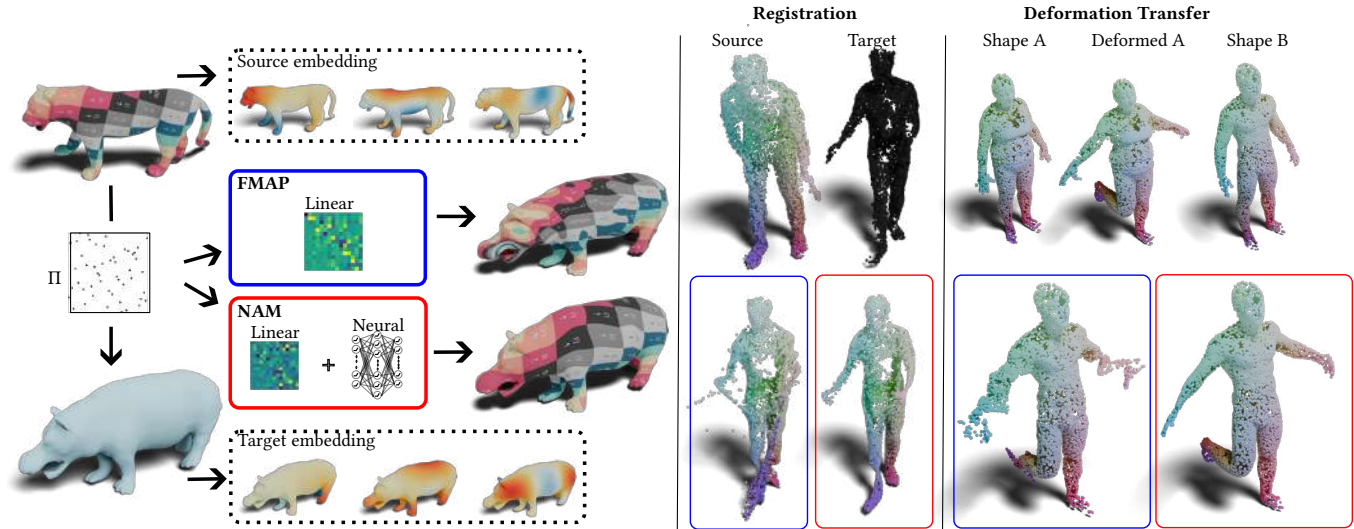 Registration
Deformation Transfer
Source
Target
Shape A
Deformed A
Shape B
Source embedding
FMAP
Linear
Π
NAM
Linear
Neural
+
Target embedding